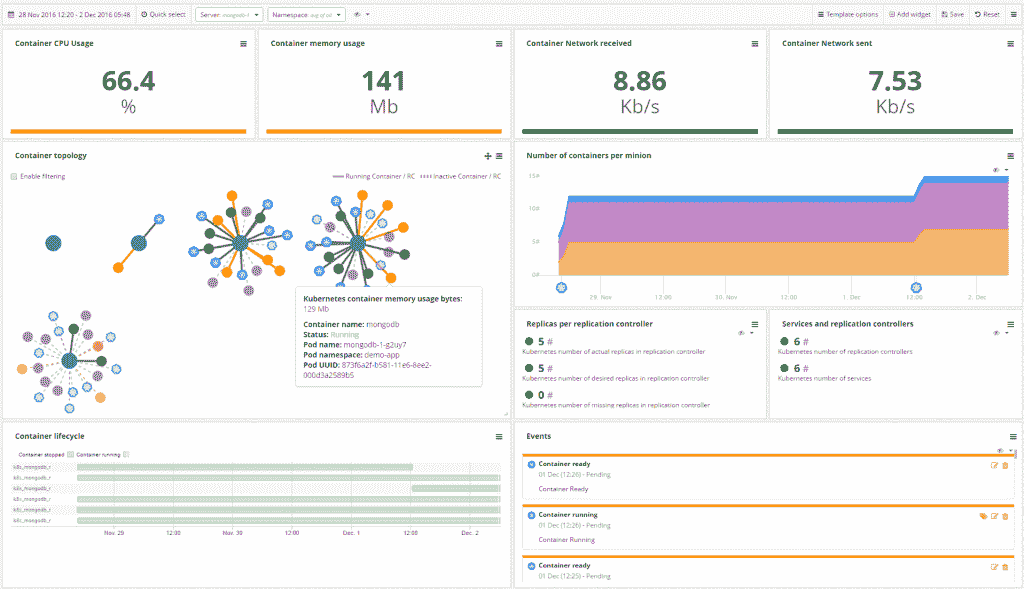 28 Nov 2016 12:20 - 2 Dec 2016 05:48
Quick select
Server: mongodb-r
Namespace: avg of all
Template options
Add widget
Save
Reset
Container CPU Usage
66.4
%
Container memory usage
141
Mb
Container Network received
8.86
Kb/s
Container Network sent
7.53
Kb/s
Container topology
Enable filtering
Running Container / RC
Inactive Container / RC
Kubernetes container memory usage bytes:
129 Mb
Container name: mongodb
Status: Running
Pod name: mongodb-1-g2uy7
Pod namespace: demo-app
Pod UUID: 873f6a2f-b581-11e6-8ee2-
000d3a2589b5
Number of containers per minion
15#
10#
5#
0#
29. Nov 12:00 30. Nov 12:00 1. Dec 12:00 2. Dec
Replicas per replication controller
5 #
Kubernetes number of actual replicas in replication controller
5 #
Kubernetes number of desired replicas in replication controller
0 #
Kubernetes number of missing replicas in replication controller
Services and replication controllers
6 #
Kubernetes number of replication controllers
6 #
Kubernetes number of services
Container lifecycle
Container stopped Container running
k8s_mongodb_r
k8s_mongodb_r
k8s_mongodb_r
k8s_mongodb_r
k8s_mongodb_r
k8s_mongodb_r
Nov. 29 12:00 Nov. 30 12:00 Dec. 1 12:00 Dec. 2
Events
Container ready
01 Dec (12:26) - Pending
Container Ready
Container running
01 Dec (12:26) - Pending
Container Running
Container ready
01 Dec (12:25) - Pending